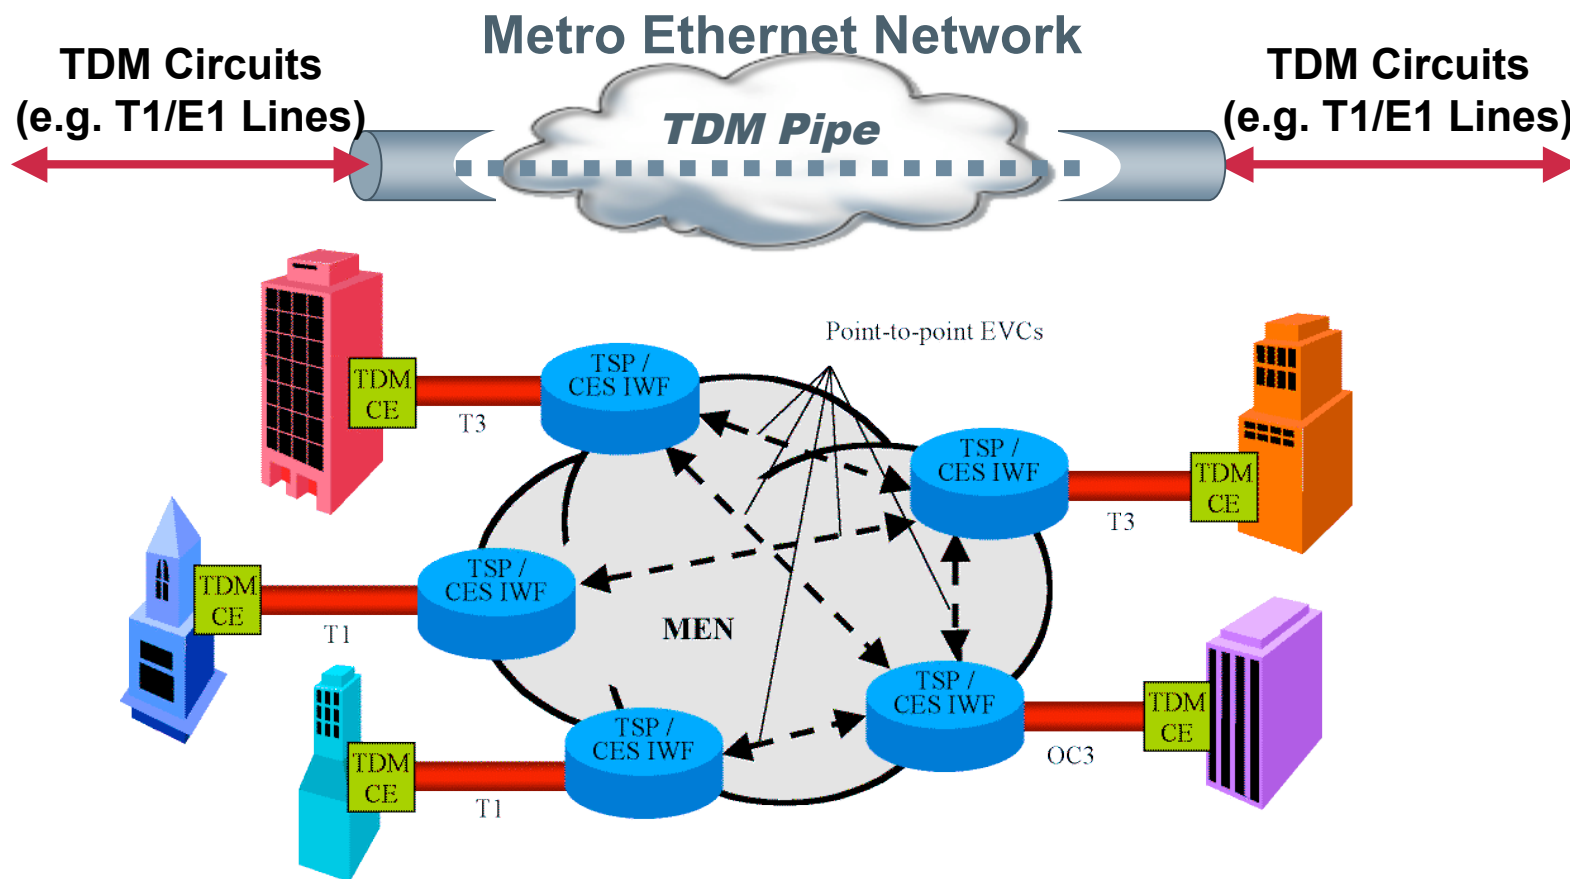 Metro Ethernet Network
TDM Circuits
(e.g. T1/E1 Lines)
TDM Pipe
TDM Circuits
(e.g. T1/E1 Lines)
Point-to-point EVCs
TSP /
CES IWF
TDM
CE
T3
TSP /
CES IWF
TDM
CE
T3
TSP /
CES IWF
TDM
CE
T1
MEN
TSP /
CES IWF
TDM
CE
OC3
TSP /
CES IWF
TDM
CE
T1